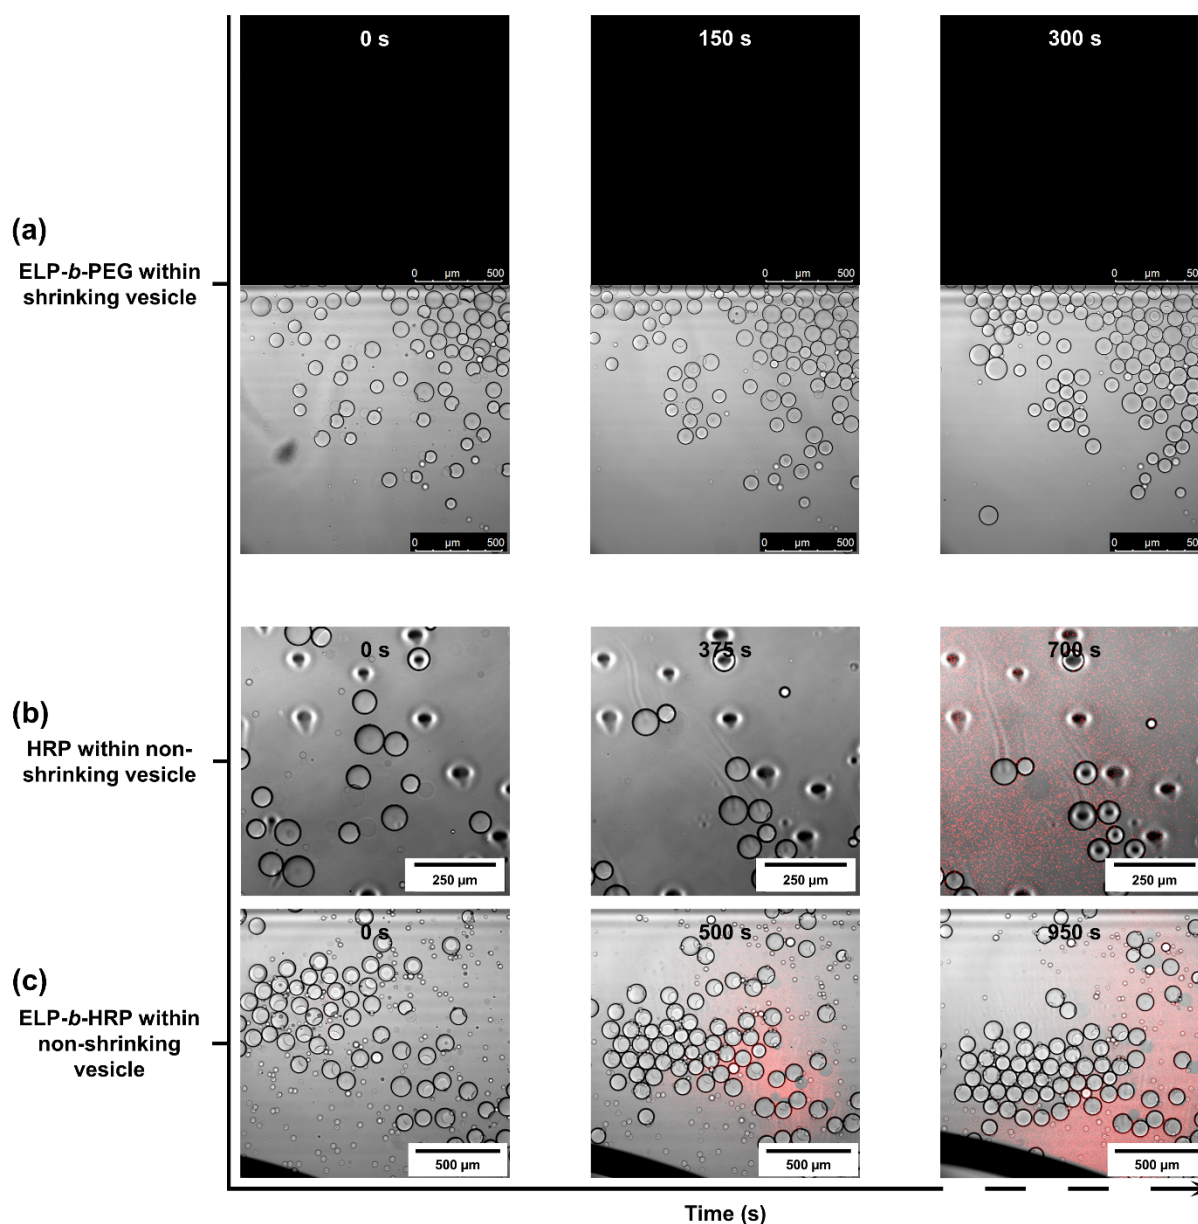 0 s
150 s
300 s
(a)
ELP-b-PEG within
shrinking vesicle
0 µm 500
0 µm 500
0 µm 50
0 µm 500
0 µm 500
0 µm 50
0 s
375 s
700 s
(b)
HRP within non-
shrinking vesicle
250 µm
250 µm
250 µm
0 s
500 s
950 s
(c)
ELP-b-HRP within
non-shrinking
vesicle
500 µm
500 µm
500 µm
Time (s)